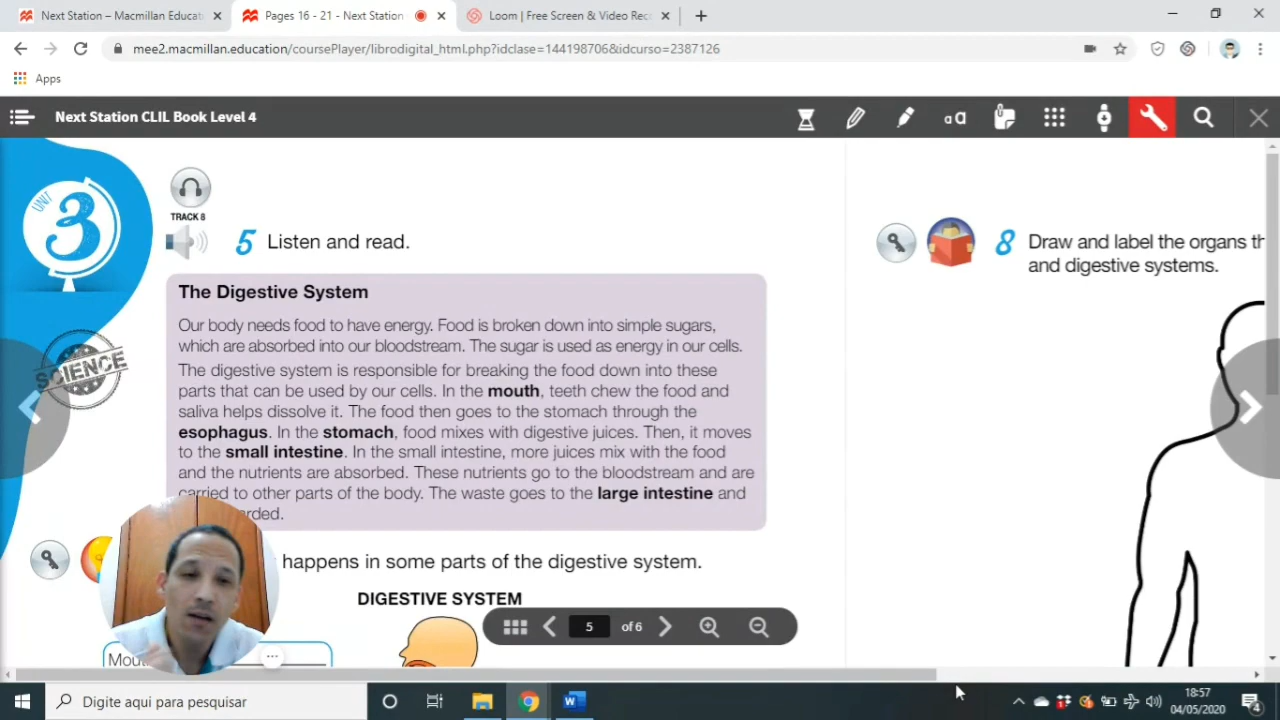 Next Station – Macmillan Educat
Pages 16 - 21 - Next Station
Loom | Free Screen & Video Rec
mee2.macmillan.education/coursePlayer/librodigital_html.php?idclase=144198706&idcurso=2387126
Apps
Next Station CLIL Book Level 4
aa
UNIT
3
TRACK 8
5 Listen and read.
The Digestive System
Our body needs food to have energy. Food is broken down into simple sugars,
which are absorbed into our bloodstream. The sugar is used as energy in our cells.
The digestive system is responsible for breaking the food down into these
parts that can be used by our cells. In the mouth, teeth chew the food and
saliva helps dissolve it. The food then goes to the stomach through the
esophagus. In the stomach, food mixes with digestive juices. Then, it moves
to the small intestine. In the small intestine, more juices mix with the food
and the nutrients are absorbed. These nutrients go to the bloodstream and are
carried to other parts of the body. The waste goes to the large intestine and
rded.
SCIENCE
happens in some parts of the digestive system.
DIGESTIVE SYSTEM
Mout
8 Draw and label the organs th
and digestive systems.
5 of 6
Digite aqui para pesquisar
18:57
04/05/2020
4